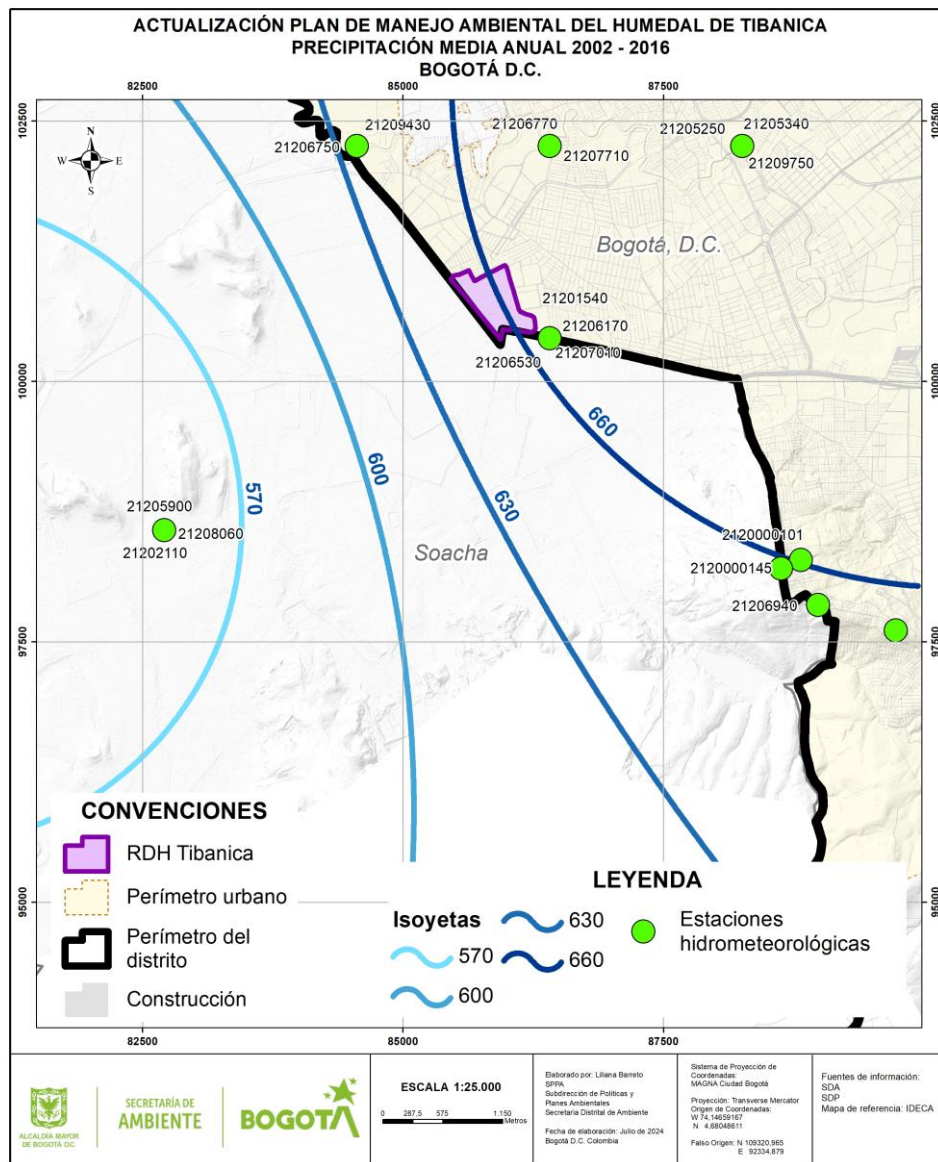 ACTUALIZACIÓN PLAN DE MANEJO AMBIENTAL DEL HUMEDAL DE TIBANICA
PRECIPITACIÓN MEDIA ANUAL 2002 - 2016
BOGOTÁ D.C.
82500
85000
87500
102500
102500
N
W
E
S
21209430
21206750
21206770
21207710
21205250
21205340
21209750
Bogotá, D.C.
21201540
21206170
21207010
21206530
100000
100000
660
600
630
570
21205900
21208060
21202110
Soacha
2120000101
2120000145
21206940
97500
97500
CONVENCIONES
RDH Tibanica
Perímetro urbano
Perímetro del
distrito
Construcción
LEYENDA
Isoyetas
570
600
630
660
Estaciones
hidrometeorológicas
95000
95000
82500
85000
87500
ALCALDÍA MAYOR
DE BOGOTÁ D.C.
SECRETARÍA DE
AMBIENTE
BOGOTÁ
ESCALA 1:25.000
0 287,5 575 1.150
Metros
Elaborado por: Liliana Barreto
SPPA
Subdirección de Políticas y
Planes Ambientales
Secretaria Distrital de Ambiente
Fecha de elaboración: Julio de 2024
Bogotá D.C. Colombia
Sistema de Proyección de
Coordenadas:
MAGNA Ciudad Bogotá
Proyección: Transverse Mercator
Origen de Coordenadas:
W 74,14659167
N 4,68048611
Falso Origen: N 109320,965
E 92334,879
Fuentes de información:
SDA
SDP
Mapa de referencia: IDECA